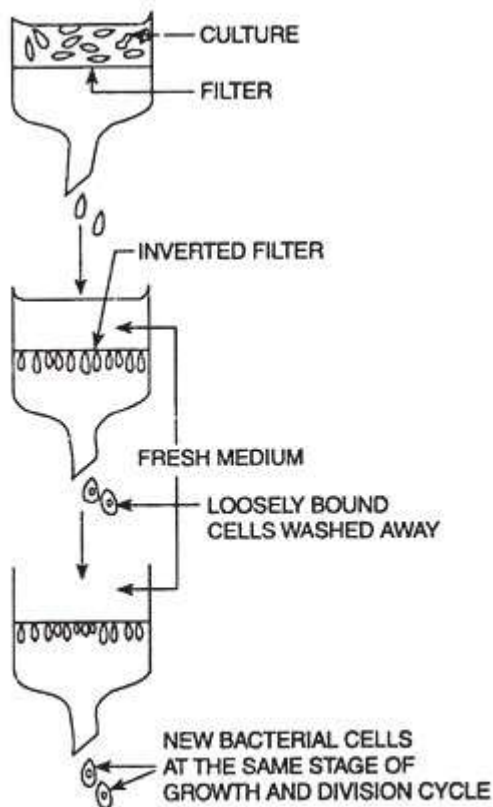 CULTURE
FILTER
INVERTED FILTER
FRESH MEDIUM
LOOSELY BOUND
CELLS WASHED AWAY
NEW BACTERIAL CELLS
AT THE SAME STAGE OF
GROWTH AND DIVISION CYCLE